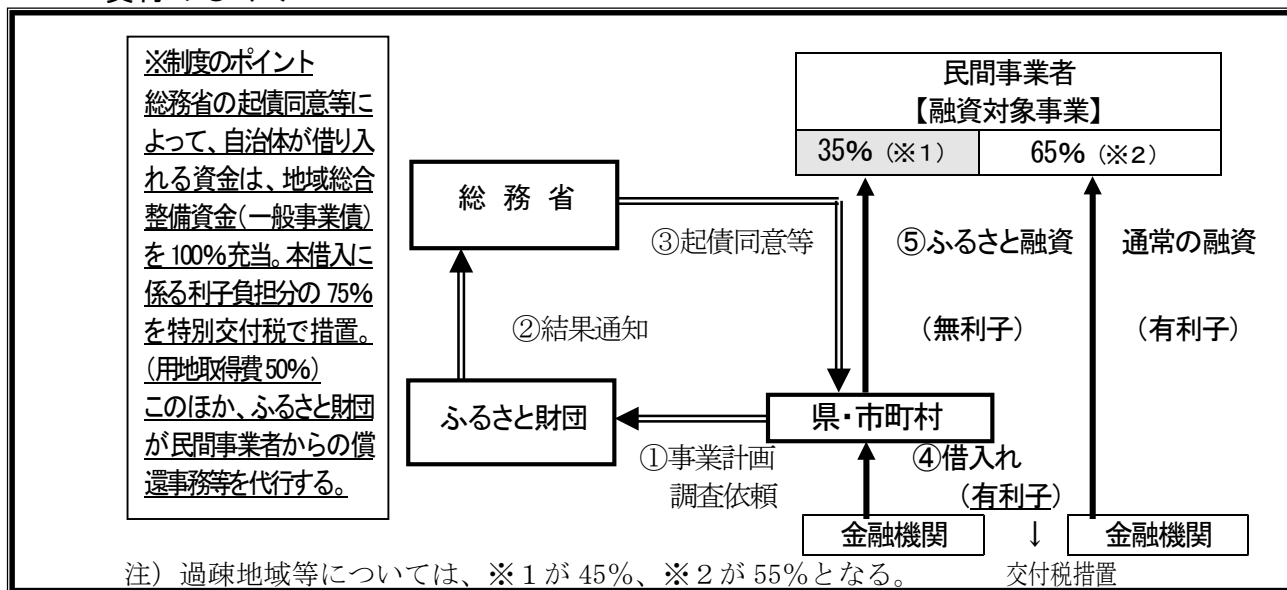 ※制度のポイント
総務省の起債同意等に
よって、自治体が借り入
れる資金は、地域総合
整備資金(一般事業債)
を100%充当。本借入に
係る利子負担分の75%
を特別交付税で措置。
(用地取得費50%)
このほか、ふるさと財団
が民間事業者からの償
還事務等を代行する。
民間事業者
【融資対象事業】
35% (※1)
65% (※2)
総 務 省
③起債同意等
⑤ふるさと融資
(無利子)
通常の融資
(有利子)
②結果通知
ふるさと財団
県・市町村
①事業計画
調査依頼
④借入れ
(有利子)
↓
金融機関
金融機関
交付税措置
注) 過疎地域等については、※1が45%、※2が55%となる。